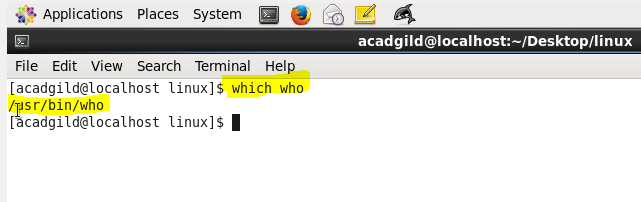 Applications Places System
acadgild@localhost:~/Desktop/linux
File Edit View Search Terminal Help
[acadgild@localhost linux]$ which who
/usr/bin/who
[acadgild@localhost linux]$